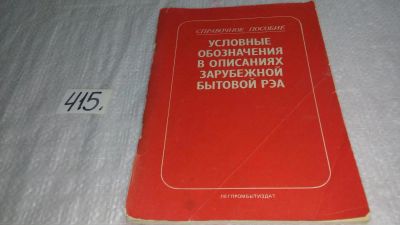 415.
СПРАВОЧНОЕ ПОСОБИЕ
УСЛОВНЫЕ
ОБОЗНАЧЕНИЯ
В ОПИСАНИЯХ
ЗАРУБЕЖНОЙ
БЫТОВОЙ РЭА
ЛЕГПРОМБЫТИЗДАТ